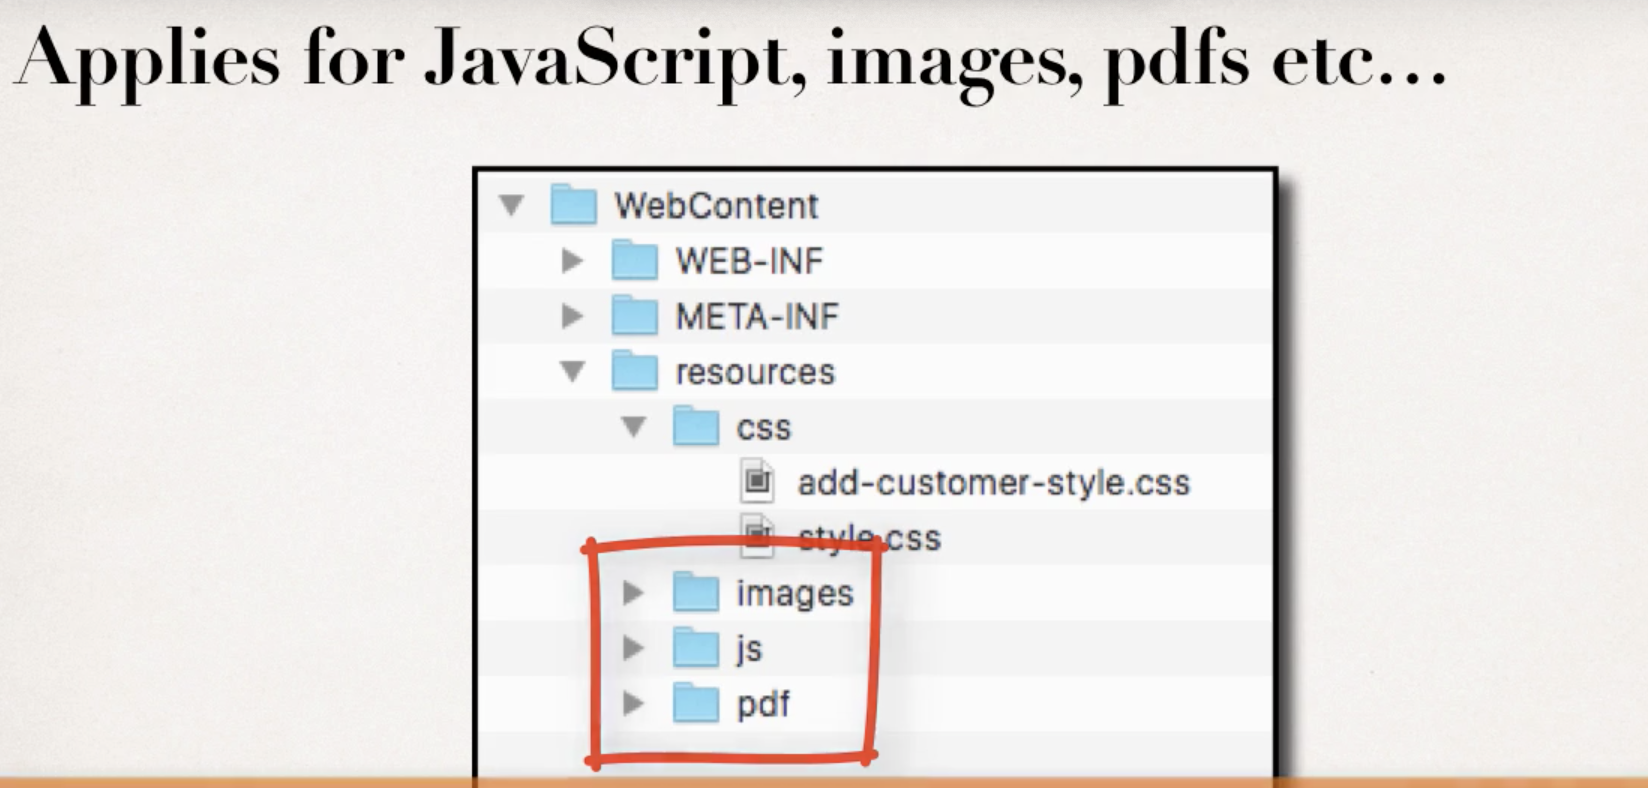 Applies for JavaScript, images, pdfs etc...
WebContent
WEB-INF
META-INF
resources
css
add-customer-style.css
style.css
images
js
pdf